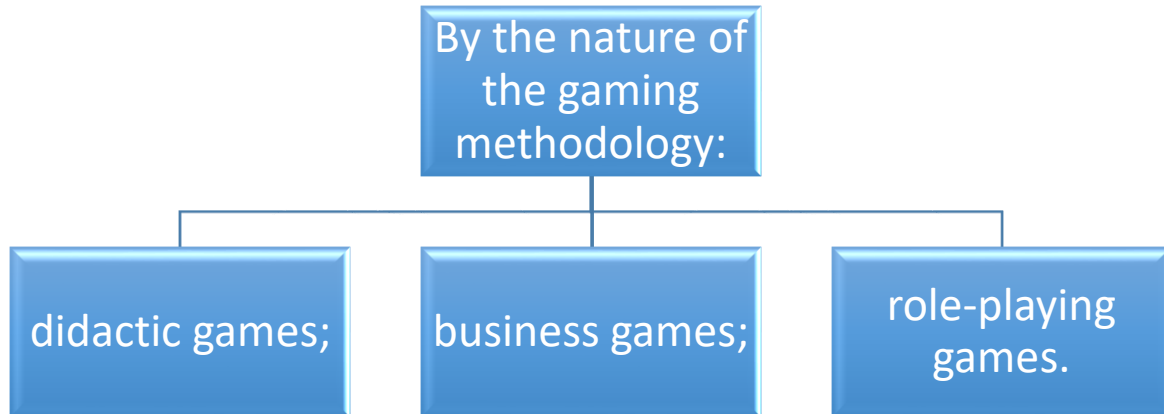 By the nature of
the gaming
methodology:
didactic games;
business games;
role-playing
games.